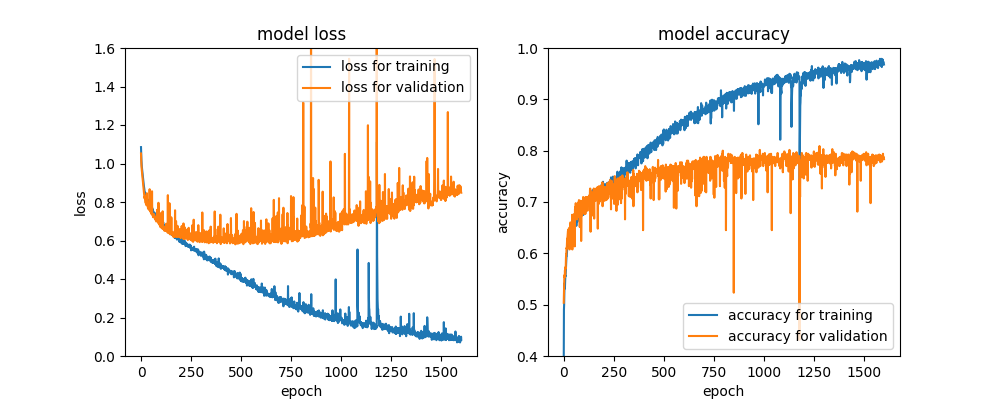 model loss
loss
1.6
1.4
1.2
1.0
0.8
0.6
0.4
0.2
0.0
loss for training
loss for validation
0 250 500 750 1000 1250 1500
epoch
model accuracy
accuracy
1.0
0.9
0.8
0.7
0.6
0.5
0.4
accuracy for training
accuracy for validation
0 250 500 750 1000 1250 1500
epoch